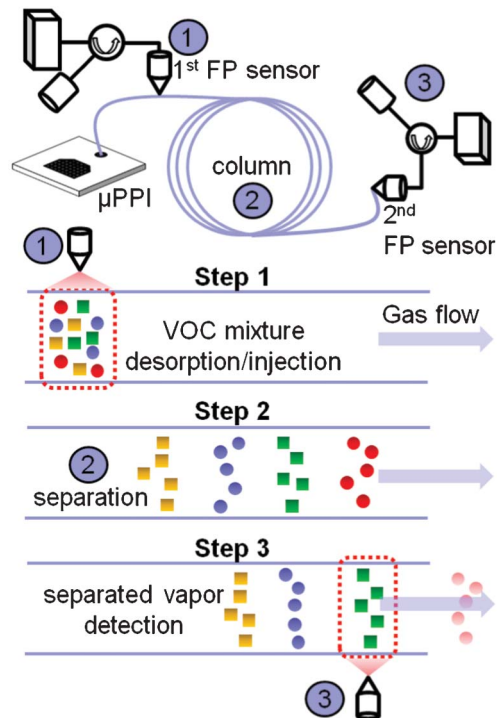 1
1st FP sensor
3
μPPI
column
2
2nd
FP sensor
1
Step 1
VOC mixture
desorption/injection
Gas flow
Step 2
2
separation
Step 3
separated vapor
detection
3